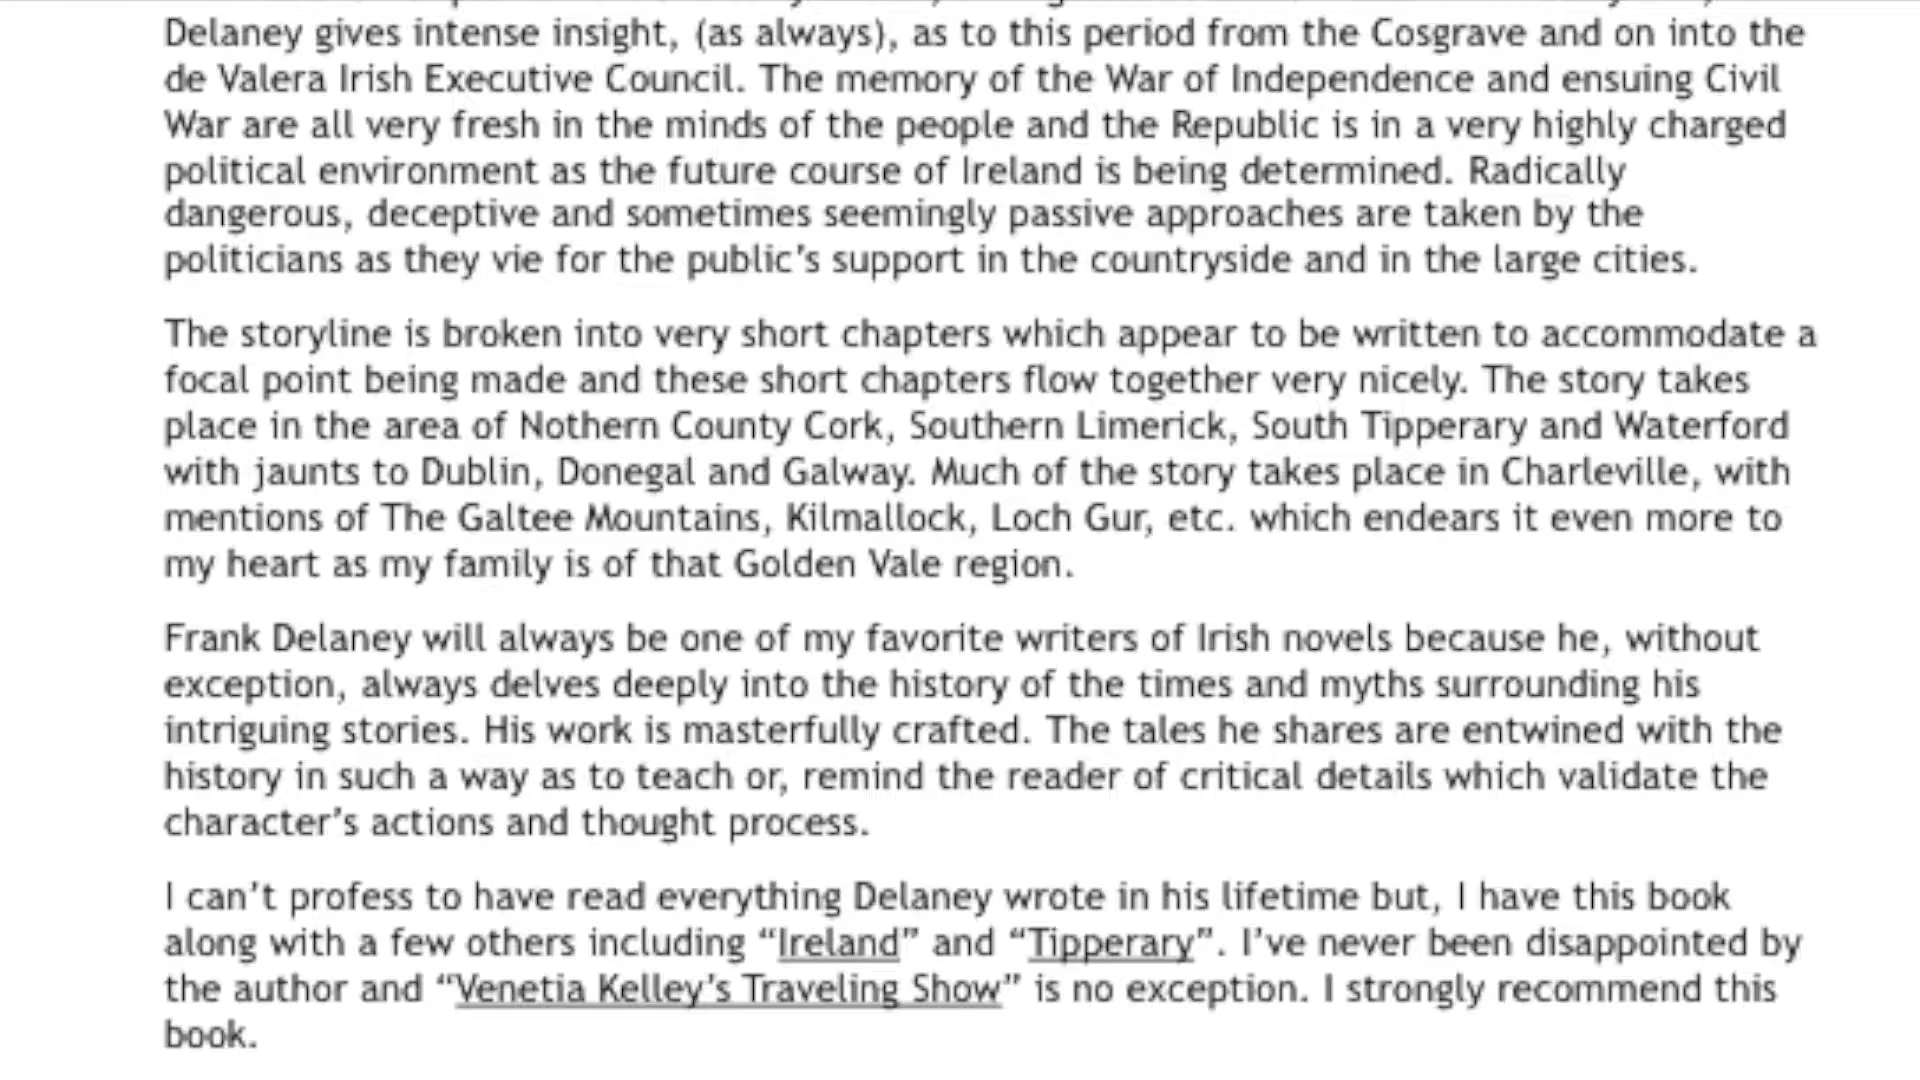 Delaney gives intense insight, (as always), as to this period from the Cosgrave and on into the
de Valera Irish Executive Council. The memory of the War of Independence and ensuing Civil
War are all very fresh in the minds of the people and the Republic is in a very highly charged
political environment as the future course of Ireland is being determined. Radically
dangerous, deceptive and sometimes seemingly passive approaches are taken by the
politicians as they vie for the public’s support in the countryside and in the large cities.
The storyline is broken into very short chapters which appear to be written to accommodate a
focal point being made and these short chapters flow together very nicely. The story takes
place in the area of Nothern County Cork, Southern Limerick, South Tipperary and Waterford
with jaunts to Dublin, Donegal and Galway. Much of the story takes place in Charleville, with
mentions of The Galtee Mountains, Kilmallock, Loch Gur, etc. which endears it even more to
my heart as my family is of that Golden Vale region.
Frank Delaney will always be one of my favorite writers of Irish novels because he, without
exception, always delves deeply into the history of the times and myths surrounding his
intriguing stories. His work is masterfully crafted. The tales he shares are entwined with the
history in such a way as to teach or, remind the reader of critical details which validate the
character’s actions and thought process.
I can’t profess to have read everything Delaney wrote in his lifetime but, I have this book
along with a few others including “Ireland” and “Tipperary”. I’ve never been disappointed by
the author and “Venetia Kelley’s Traveling Show” is no exception. I strongly recommend this
book.